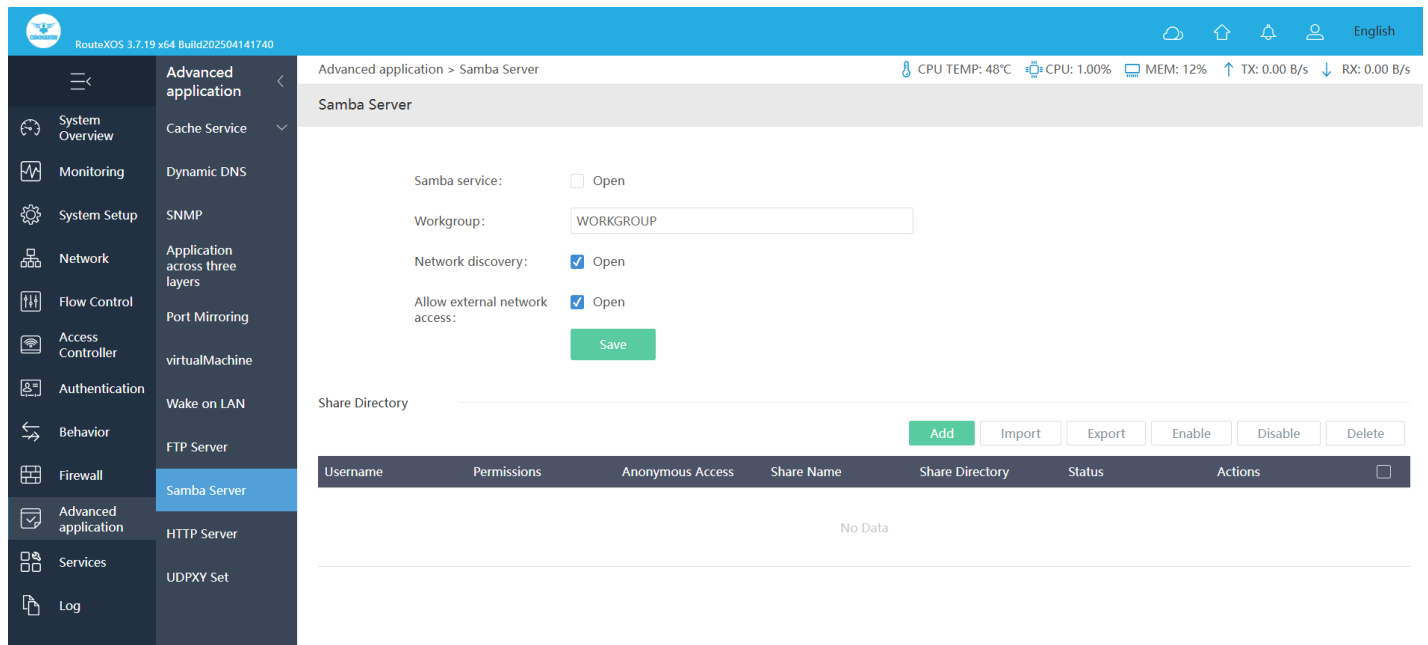 COMMANDO
RouteXOS 3.7.19 x64 Build202504141740
English
System
Overview
Monitoring
System Setup
Network
Flow Control
Access
Controller
Authentication
Behavior
Firewall
Advanced
application
Services
Log
Advanced
application
Cache Service
Dynamic DNS
SNMP
Application
across three
layers
Port Mirroring
virtualMachine
Wake on LAN
FTP Server
Samba Server
HTTP Server
UDPXY Set
Advanced application > Samba Server
CPU TEMP: 48℃ CPU: 1.00% MEM: 12% TX: 0.00 B/s RX: 0.00 B/s
Samba Server
Samba service: Open
Workgroup: WORKGROUP
Network discovery: Open
Allow external network
access: Open
Save
Share Directory
Add Import Export Enable Disable Delete
Username Permissions Anonymous Access Share Name Share Directory Status Actions
No Data